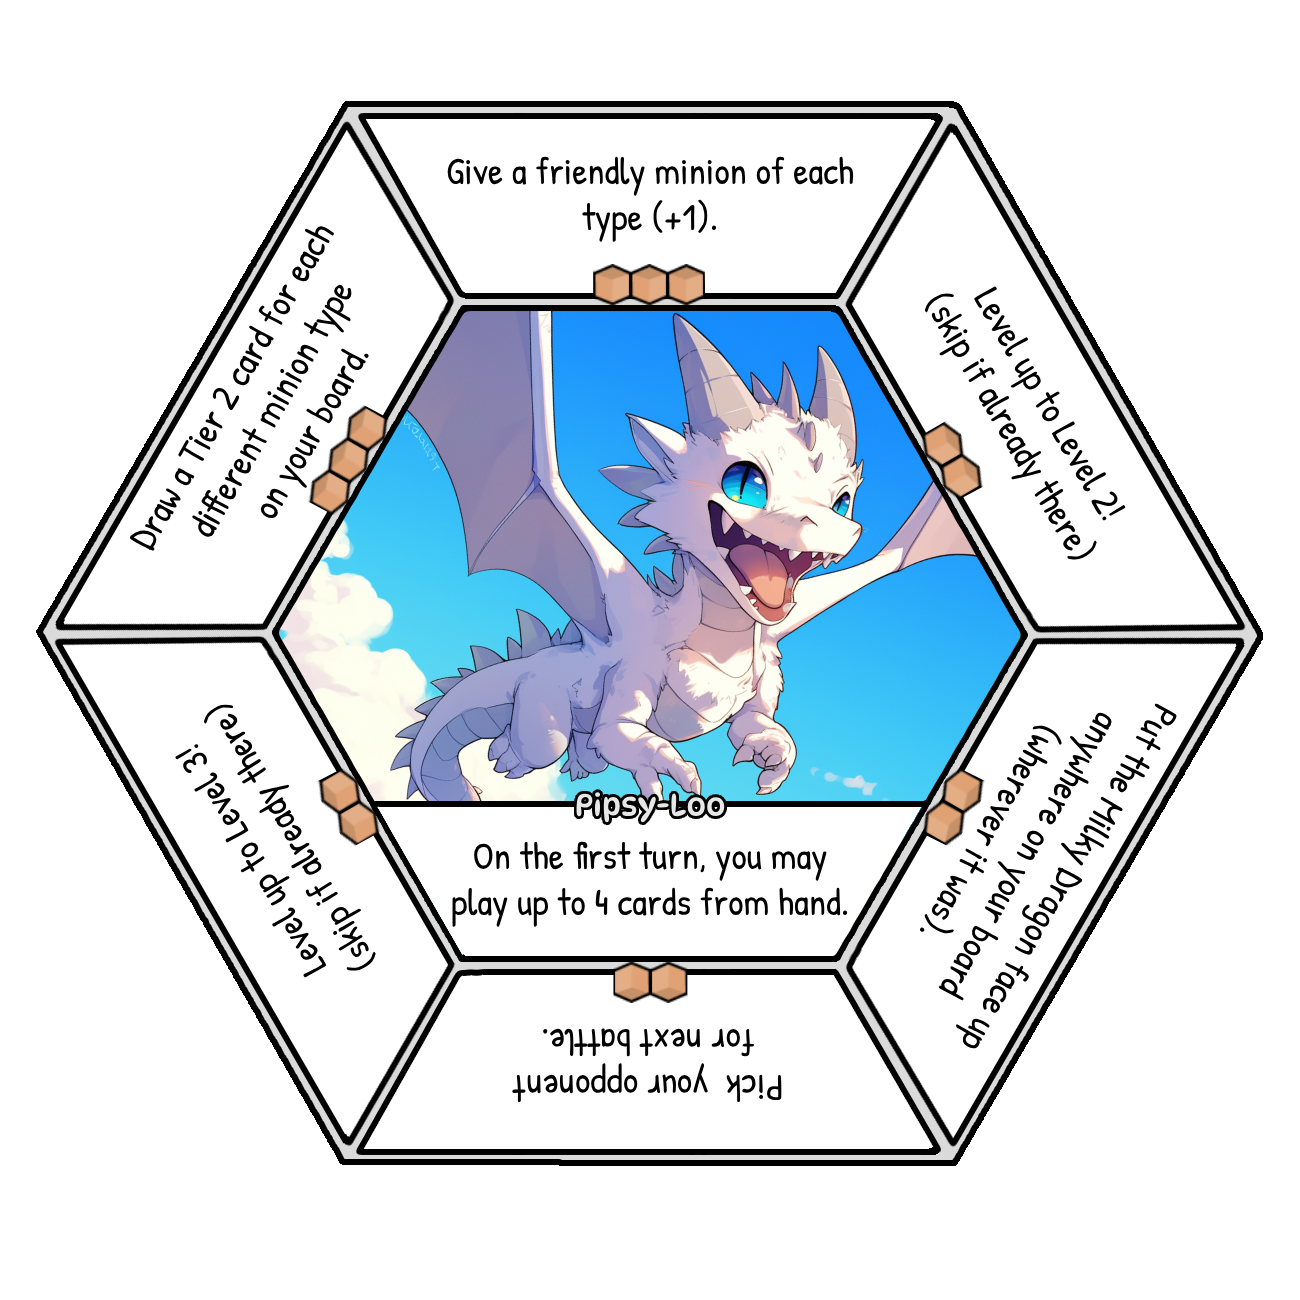 Give a friendly minion of each
type (+1).
Level up to Level 2!
(skip if already there)
Put the Milky Dragon face up
anywhere on your board
(wherever it was).
Pick your opponent
for next battle.
Level up to Level 3!
(skip if already there)
Draw a Tier 2 card for each
different minion type
on your board.
Pipsy-Loo
On the first turn, you may
play up to 4 cards from hand.